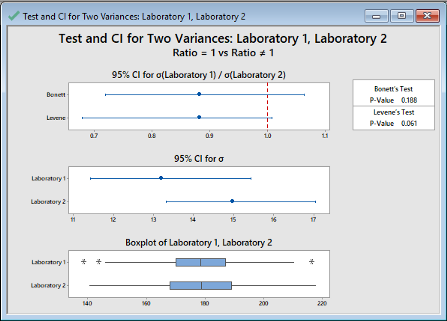 Test and CI for Two Variances: Laboratory 1, Laboratory 2
Test and CI for Two Variances: Laboratory 1, Laboratory 2
Ratio = 1 vs Ratio ≠ 1
95% CI for σ(Laboratory 1) / σ(Laboratory 2)
Bonett
Levene
0.7 0.8 0.9 1.0 1.1
Bonett's Test
P-Value 0.188
Levene's Test
P-Value 0.061
95% CI for σ
Laboratory 1
Laboratory 2
11 12 13 14 15 16 17
Boxplot of Laboratory 1, Laboratory 2
Laboratory 1
Laboratory 2
140 160 180 200 220